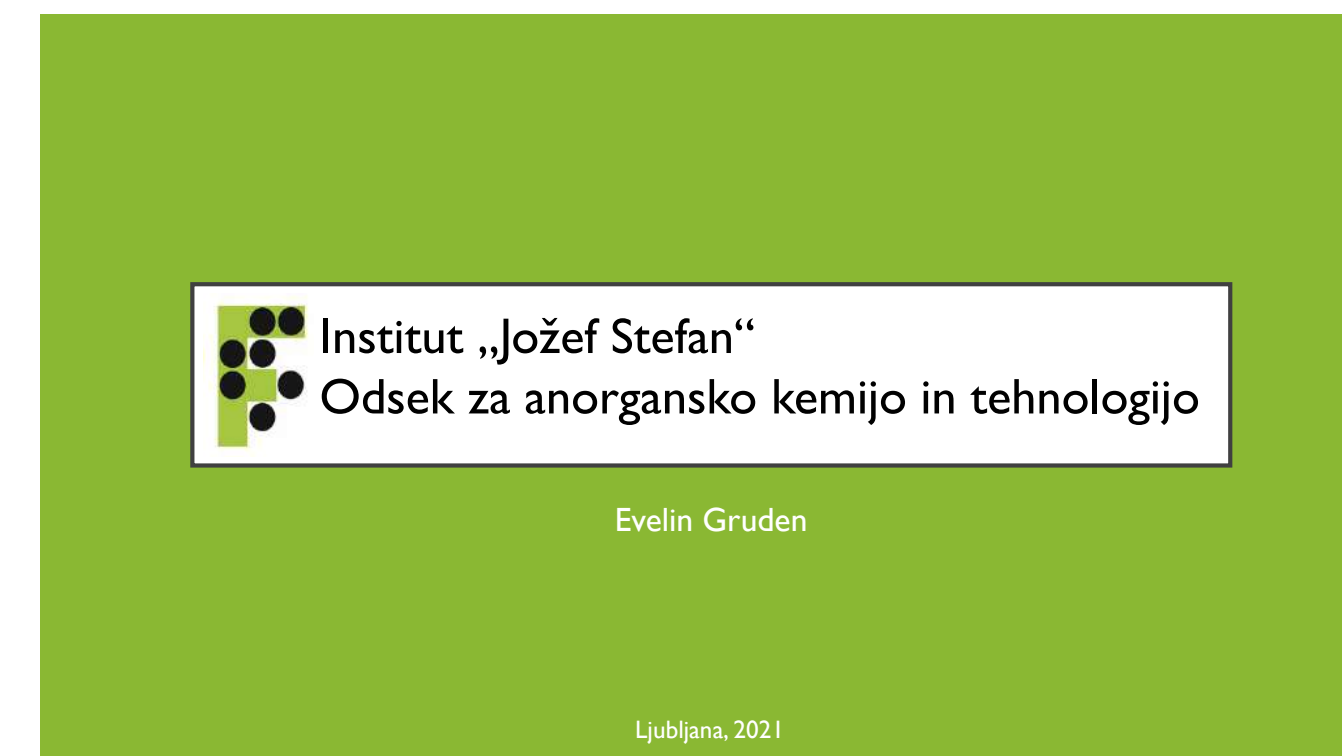 Institut „Jožef Stefan“
Odsek za anorgansko kemijo in tehnologijo
Evelin Gruden
Ljubljana, 2021